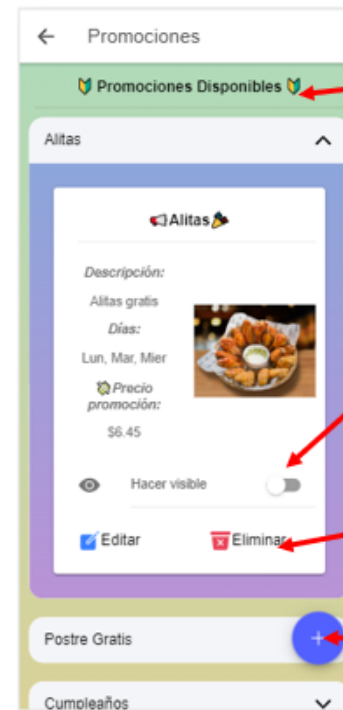 Promociones
Promociones Disponibles
Alitas
Alitas
Descripción:
Alitas gratis
Días:
Lun, Mar, Mier
Precio
promoción:
$6.45
Hacer visible
Editar Eliminar
Postre Gratis
+
Cumpleaños